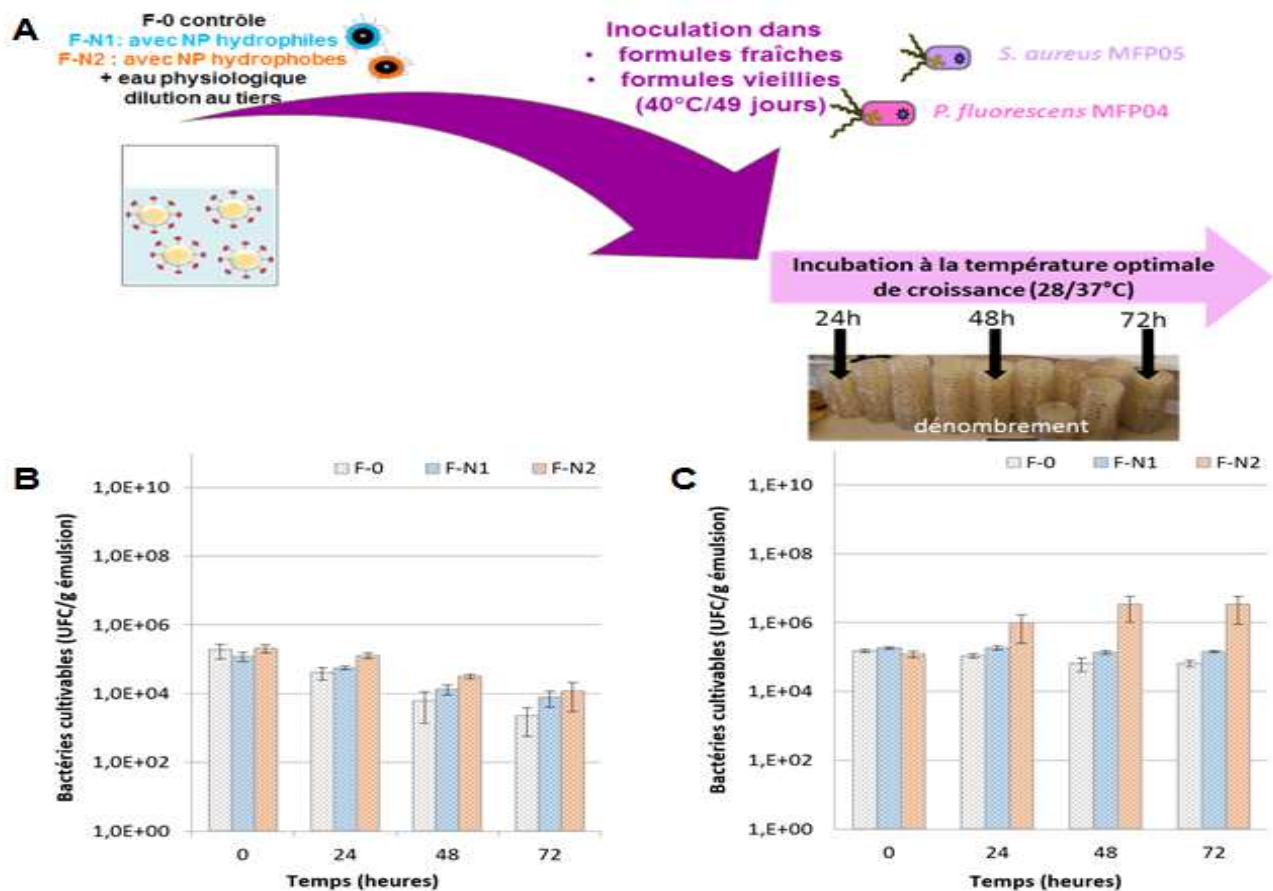 A
F-0 contrôle
F-N1: avec NP hydrophiles
F-N2 : avec NP hydrophobes
+ eau physiologique
dilution au tiers
Inoculation dans
• formules fraîches
• formules vieillies
(40°C/49 jours)
S. aureus MFP05
P. fluorescens MFP04
Incubation à la température optimale
de croissance (28/37°C)
24h 48h 72h
dénombrement
B
F-0 F-N1 F-N2
Bactéries cultivables (UFC/g émulsion)
1,0E+10
1,0E+08
1,0E+06
1,0E+04
1,0E+02
1,0E+00
0 24 48 72
Temps (heures)
C
F-0 F-N1 F-N2
Bactéries cultivables (UFC/g émulsion)
1,E+10
1,E+08
1,E+06
1,E+04
1,E+02
1,E+00
0 24 48 72
Temps (heures)